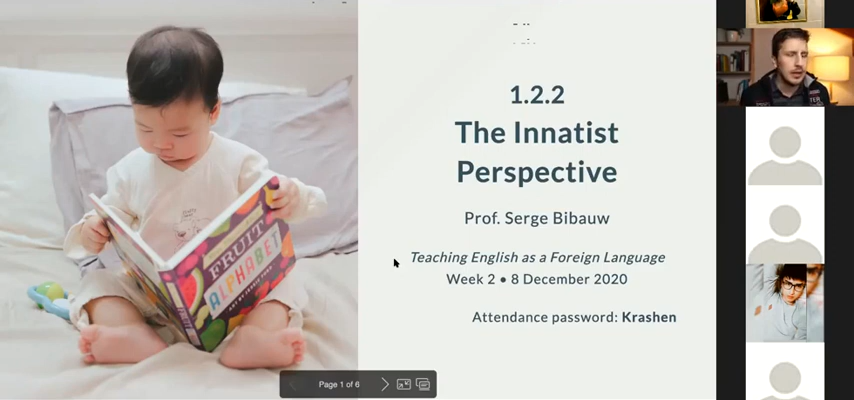 1.2.2
The Innatist
Perspective
Prof. Serge Bibauw
Teaching English as a Foreign Language
Week 2 • 8 December 2020
Attendance password: Krashen
FRUIT
ALPHABET
FRUIT
Page 1 of 6